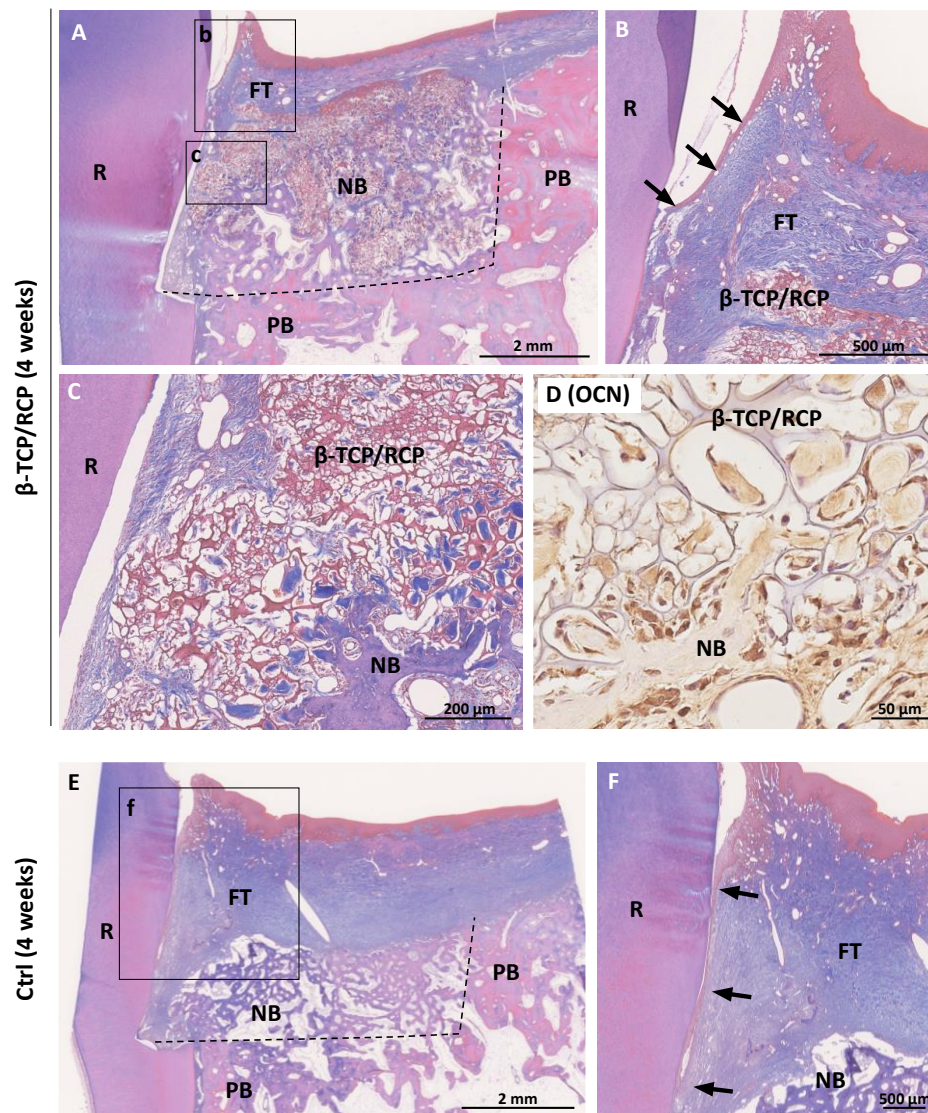 β-TCP/RCP (4 weeks)
A
b
FT
c
R
NB
PB
PB
2 mm
B
R
FT
β-TCP/RCP
500 µm
C
R
β-TCP/RCP
NB
200 µm
D (OCN)
β-TCP/RCP
NB
50 µm
Ctrl (4 weeks)
E
f
FT
R
PB
NB
PB
2 mm
F
R
FT
NB
500 µm